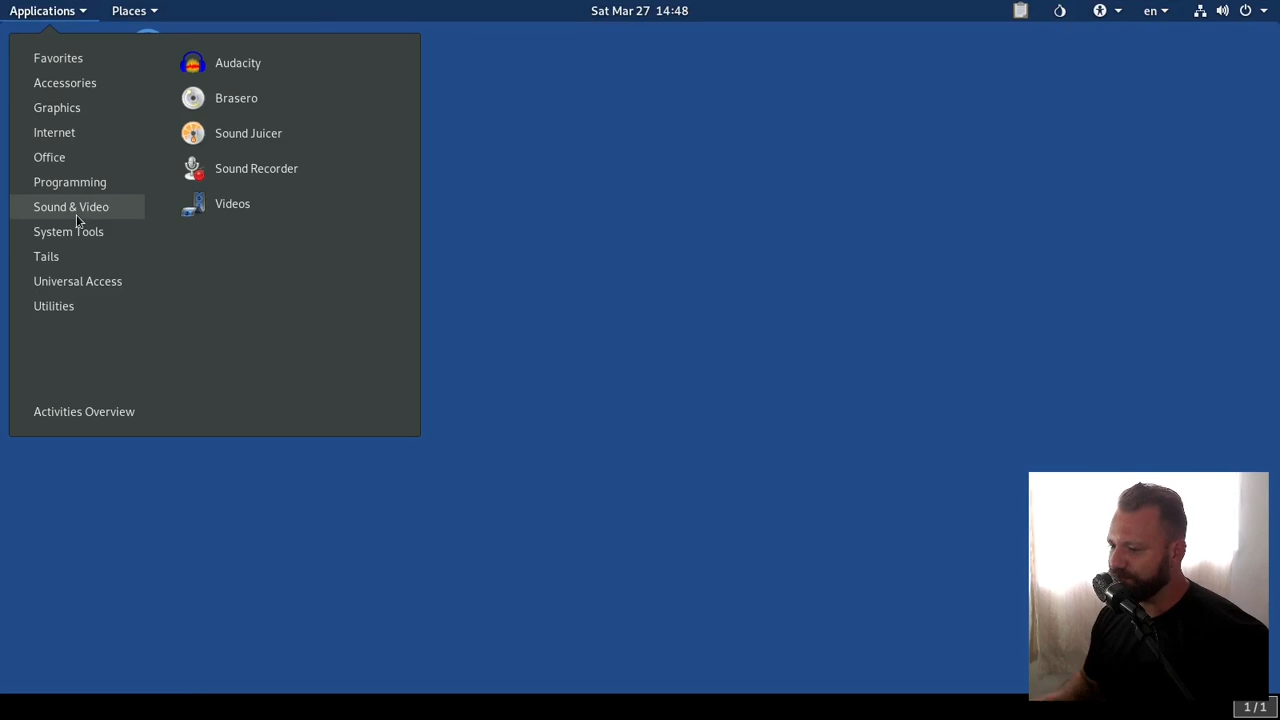 Applications Places Sat Mar 27 14:48 en
Favorites
Accessories
Graphics
Internet
Office
Programming
Sound & Video
System Tools
Tails
Universal Access
Utilities
Activities Overview
Audacity
Brasero
Sound Juicer
Sound Recorder
Videos
1/1